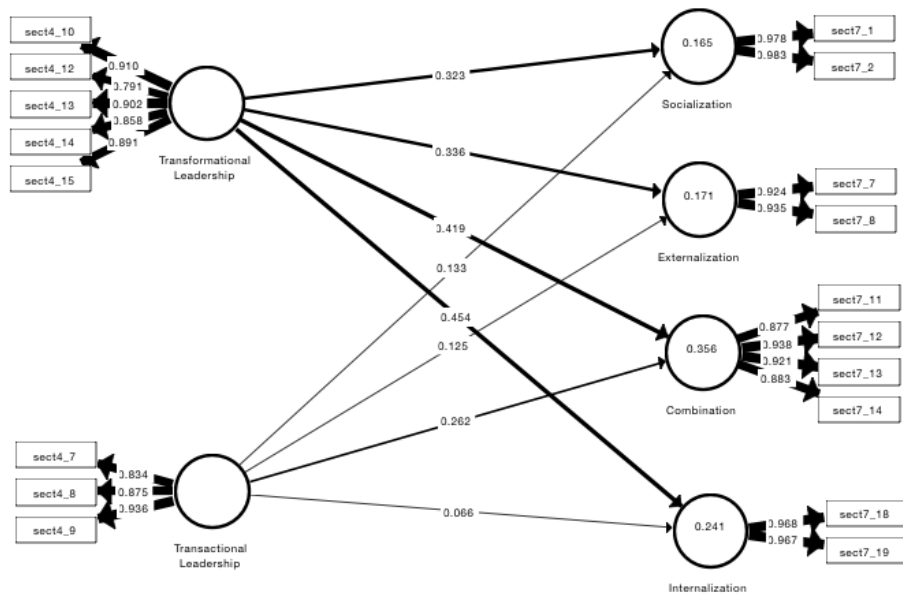 sect4_10
sect4_12
sect4_13
sect4_14
sect4_15
0.910
0.791
0.902
0.858
0.891
Transformational
Leadership
sect4_7
sect4_8
sect4_9
0.834
0.875
0.936
Transactional
Leadership
0.323
0.336
0.419
0.133
0.454
0.125
0.262
0.066
0.165
Socialization
0.978
0.983
sect7_1
sect7_2
0.171
Externalization
0.924
0.935
sect7_7
sect7_8
0.356
Combination
0.877
0.938
0.921
0.883
sect7_11
sect7_12
sect7_13
sect7_14
0.241
Internalization
0.968
0.967
sect7_18
sect7_19